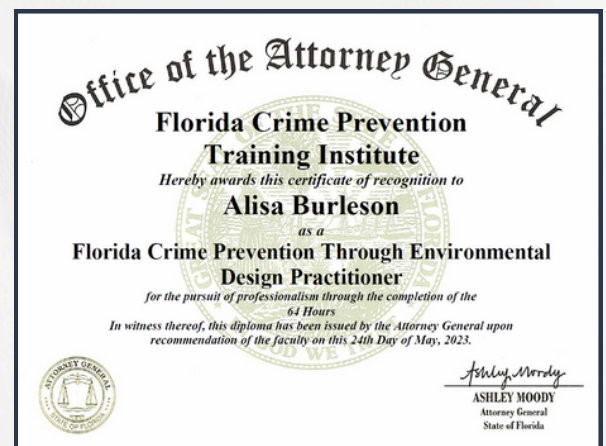 Office of the Attorney General
Florida Crime Prevention
Training Institute
Hereby awards this certificate of recognition to
Alisa Burleson
as a
Florida Crime Prevention Through Environmental
Design Practitioner
for the pursuit of professionalism through the completion of the
64 Hours
In witness thereof, this diploma has been issued by the Attorney General upon
recommendation of the faculty on this 24th Day of May, 2023.
ATTORNEY GENERAL
STATE OF FLORIDA
Ashley Moody
ASHLEY MOODY
Attorney General
State of Florida